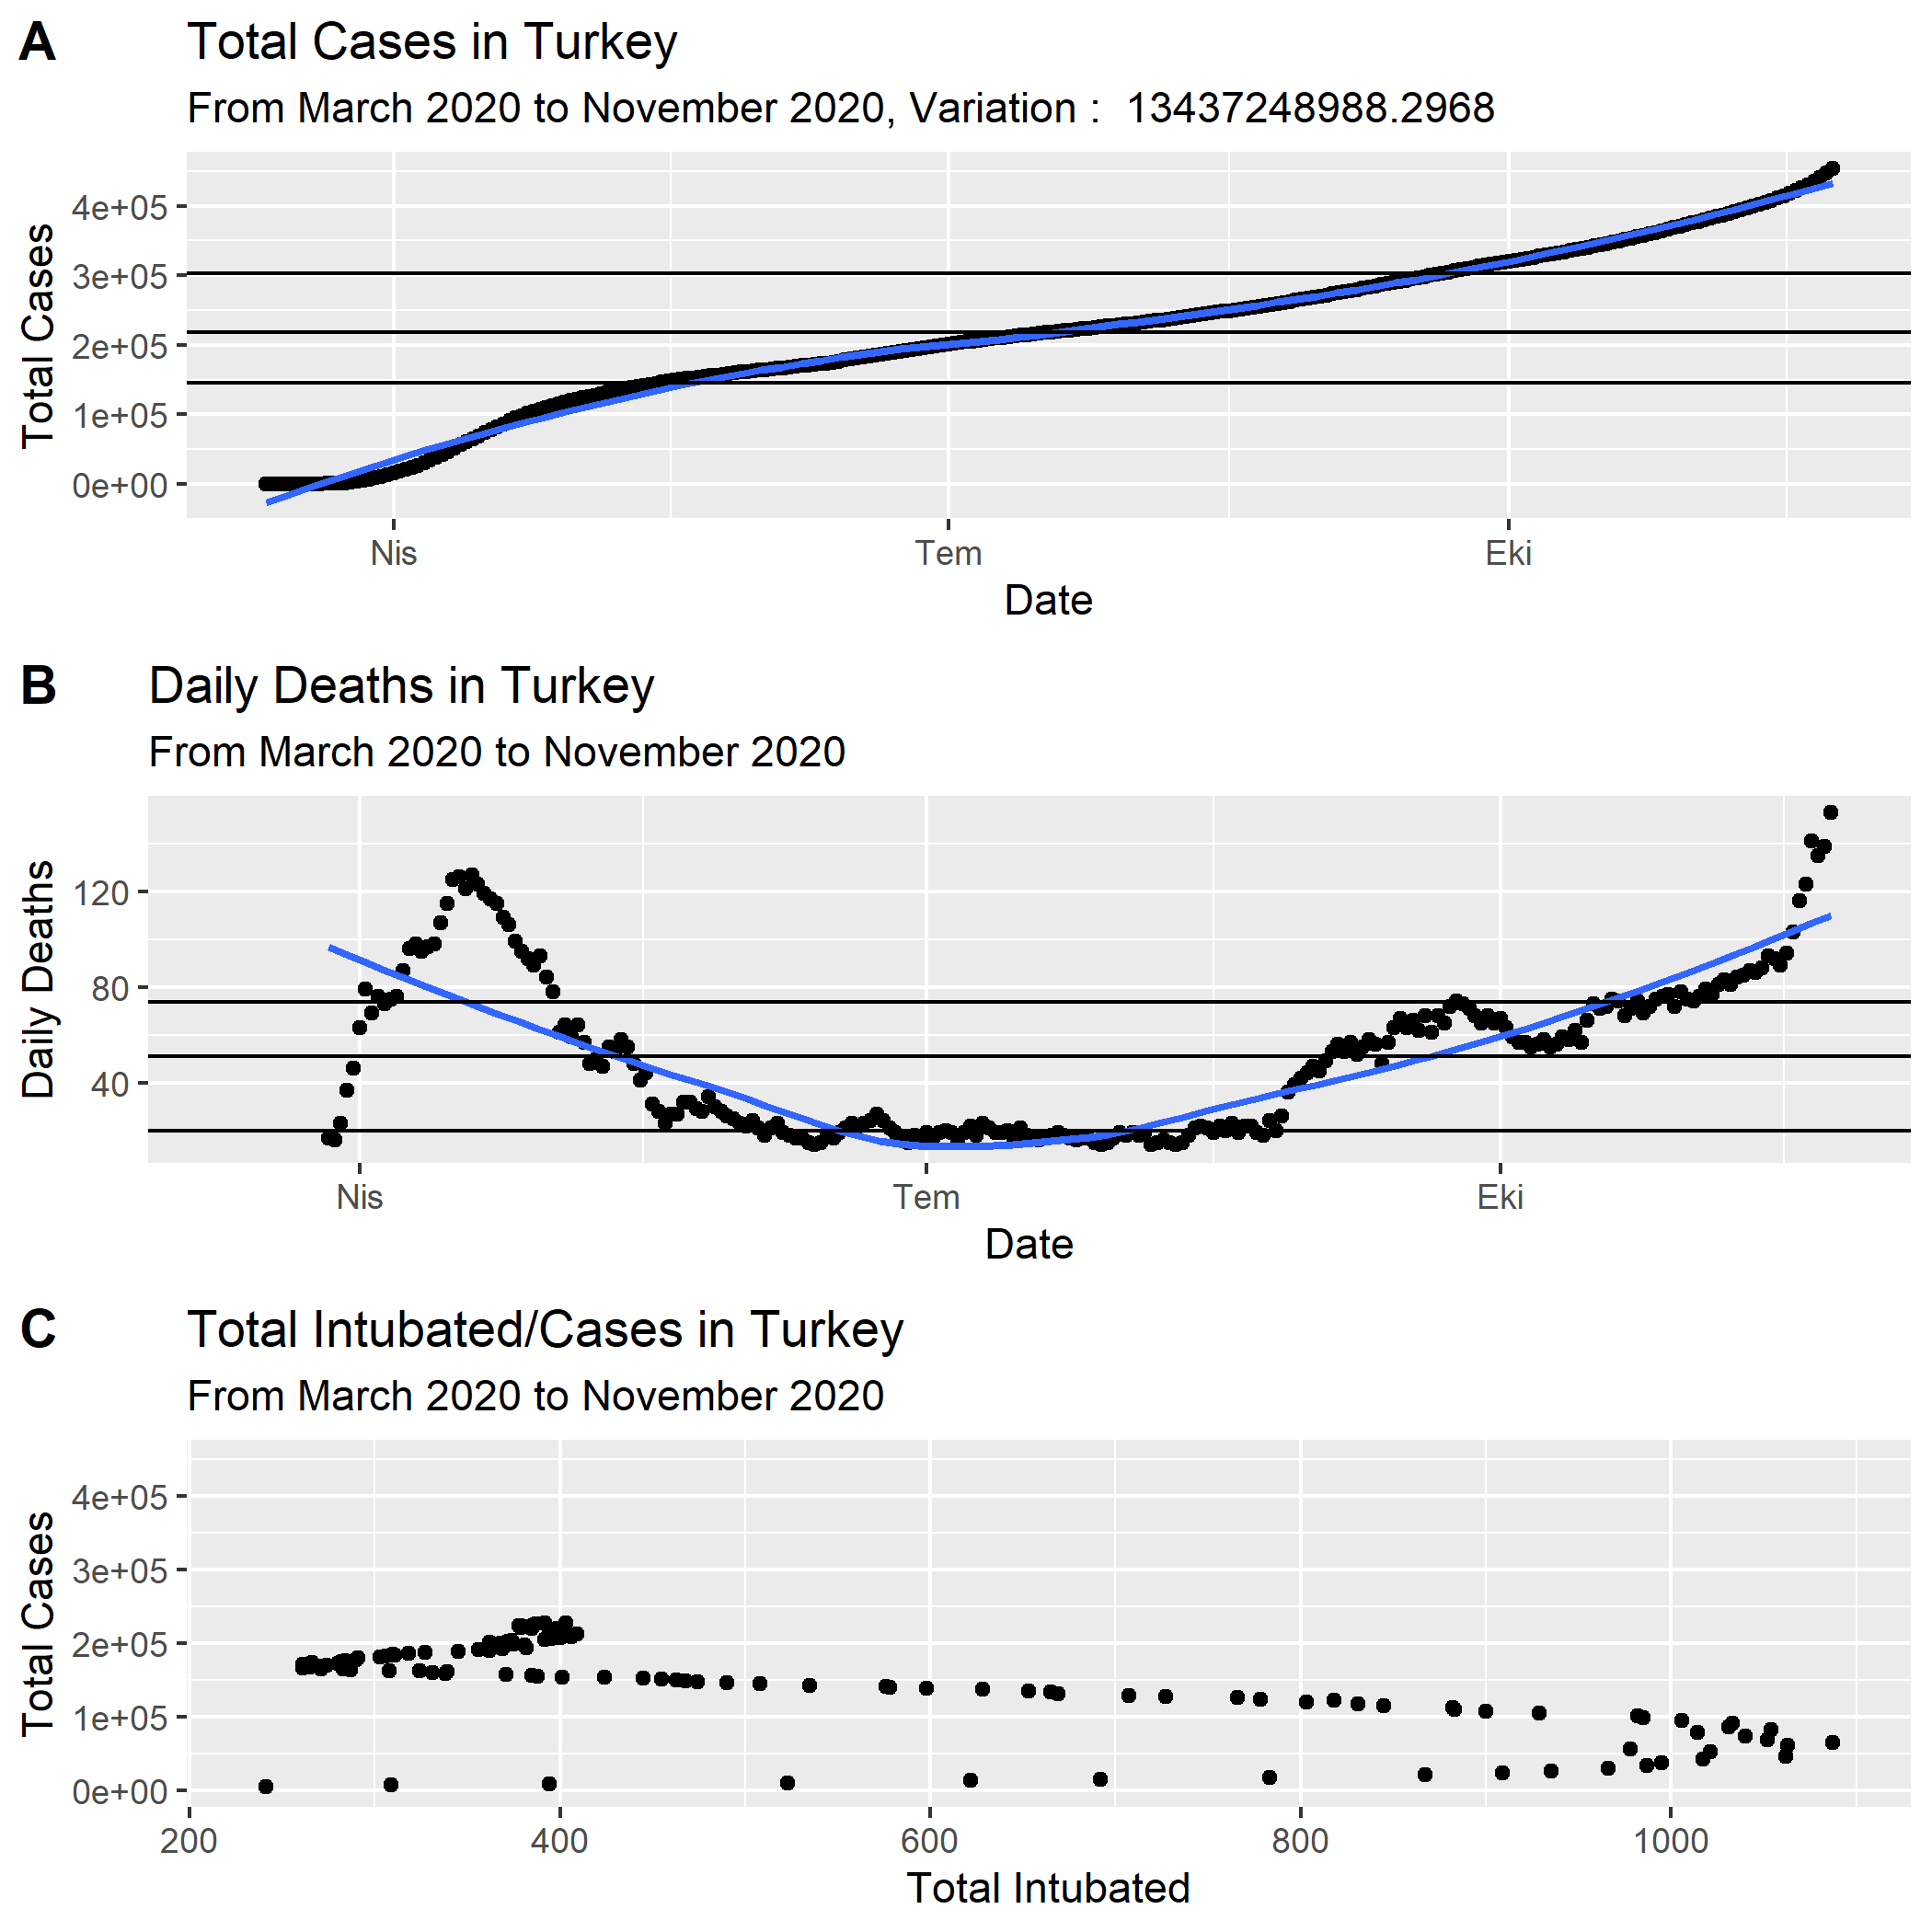 A
Total Cases in Turkey
From March 2020 to November 2020, Variation :  13437248988.2968
Total Cases
4e+05
3e+05
2e+05
1e+05
0e+00
Nis Tem Eki
Date
B
Daily Deaths in Turkey
From March 2020 to November 2020
Daily Deaths
120
80
40
Nis Tem Eki
Date
C
Total Intubated/Cases in Turkey
From March 2020 to November 2020
Total Cases
4e+05
3e+05
2e+05
1e+05
0e+00
200 400 600 800 1000
Total Intubated